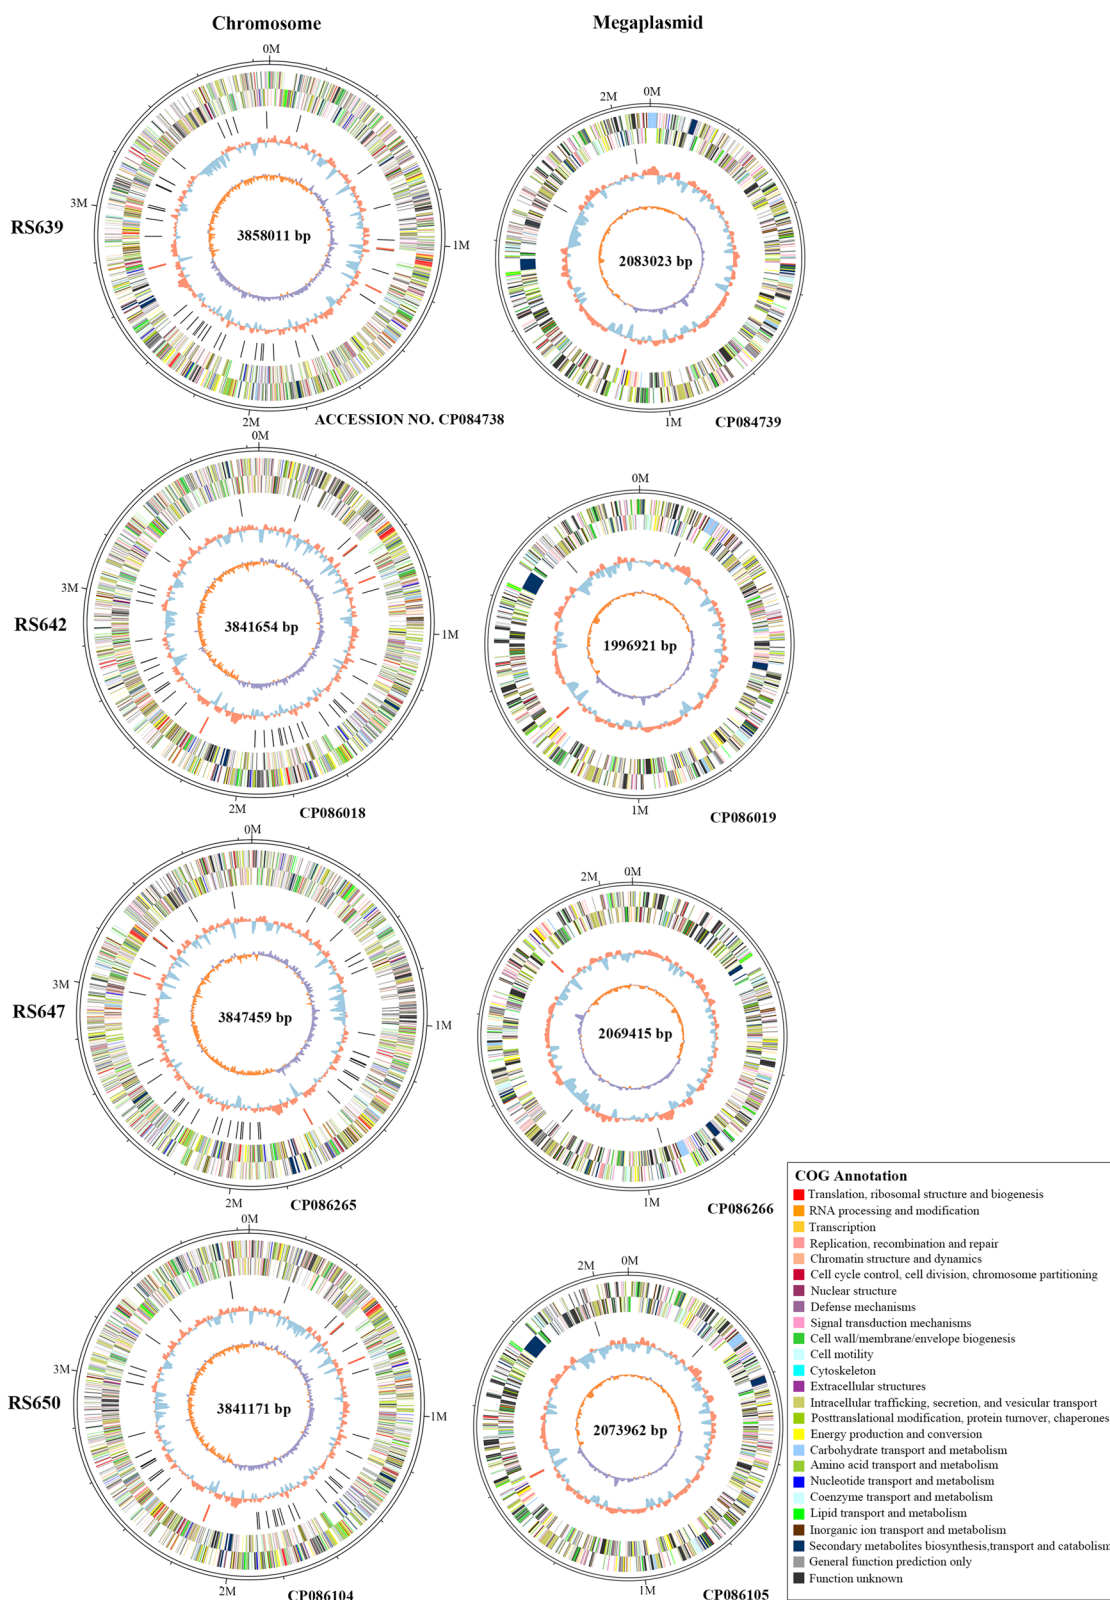 Chromosome
Megaplasmid
0M
1M
2M
3M
RS639
3858011 bp
ACCESSION NO. CP084738
2M
0M
1M
2083023 bp
CP084739
0M
1M
2M
3M
RS642
3841654 bp
CP086018
0M
1M
1996921 bp
CP086019
0M
1M
2M
3M
RS647
3847459 bp
CP086265
2M
0M
1M
2069415 bp
CP086266
0M
1M
2M
3M
RS650
3841171 bp
CP086104
2M
0M
1M
2073962 bp
CP086105
COG Annotation
Translation, ribosomal structure and biogenesis
RNA processing and modification
Transcription
Replication, recombination and repair
Chromatin structure and dynamics
Cell cycle control, cell division, chromosome partitioning
Nuclear structure
Defense mechanisms
Signal transduction mechanisms
Cell wall/membrane/envelope biogenesis
Cell motility
Cytoskeleton
Extracellular structures
Intracellular trafficking, secretion, and vesicular transport
Posttranslational modification, protein turnover, chaperones
Energy production and conversion
Carbohydrate transport and metabolism
Amino acid transport and metabolism
Nucleotide transport and metabolism
Coenzyme transport and metabolism
Lipid transport and metabolism
Inorganic ion transport and metabolism
Secondary metabolites biosynthesis,transport and catabolism
General function prediction only
Function unknown